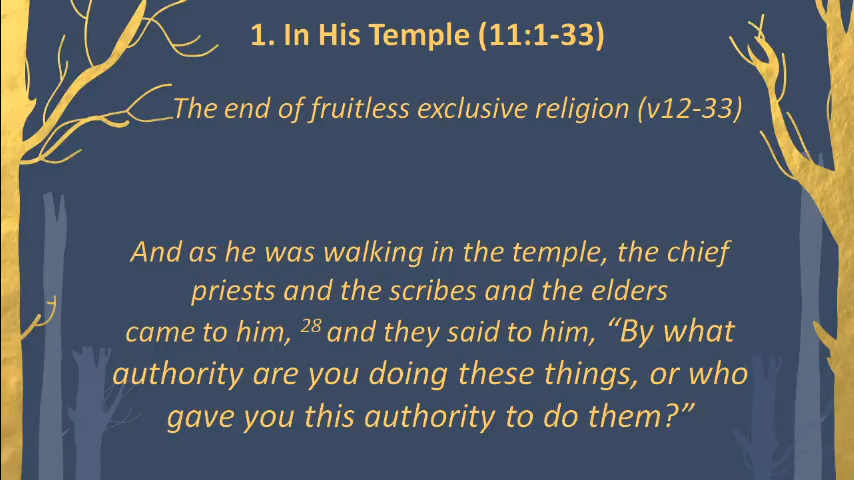 1. In His Temple (11:1-33)
The end of fruitless exclusive religion (v12-33)
And as he was walking in the temple, the chief
priests and the scribes and the elders
came to him, 28 and they said to him, “By what
authority are you doing these things, or who
gave you this authority to do them?”